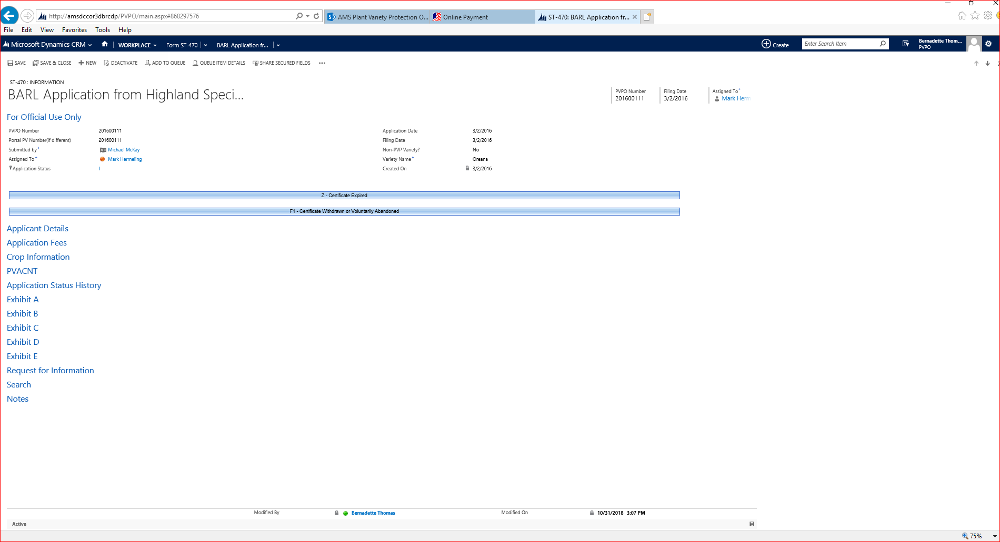 http://amsdccor3dbrcdp/PVPO/main.aspx#868297576
AMS Plant Variety Protection O...
Online Payment
ST-470: BARL Application fr...
File Edit View Favorites Tools Help
Microsoft Dynamics CRM WORKPLACE Form ST-470 BARL Application fr... Create Enter Search Item Bernadette Thom...
PVPO
SAVE SAVE & CLOSE NEW DEACTIVATE ADD TO QUEUE QUEUE ITEM DETAILS SHARE SECURED FIELDS ...
ST-470 : INFORMATION
BARL Application from Highland Speci...
PVPO Number Filing Date Assigned To+
201600111 3/2/2016 Mark Herm
For Official Use Only
PVPO Number 201600111 Application Date 3/2/2016
Portal PV Number(if different) 201600111 Filing Date 3/2/2016
Submitted by+ Michael McKay Non-PVP Variety? No
Assigned To+ Mark Hermeling Variety Name+ Oreana
Application Status I Created On 3/2/2016
Z - Certificate Expired
F1 - Certificate Withdrawn or Voluntarily Abandoned
Applicant Details
Application Fees
Crop Information
PVACNT
Application Status History
Exhibit A
Exhibit B
Exhibit C
Exhibit D
Exhibit E
Request for Information
Search
Notes
Modified By Bernadette Thomas Modified On 10/31/2018 3:07 PM
Active
75%